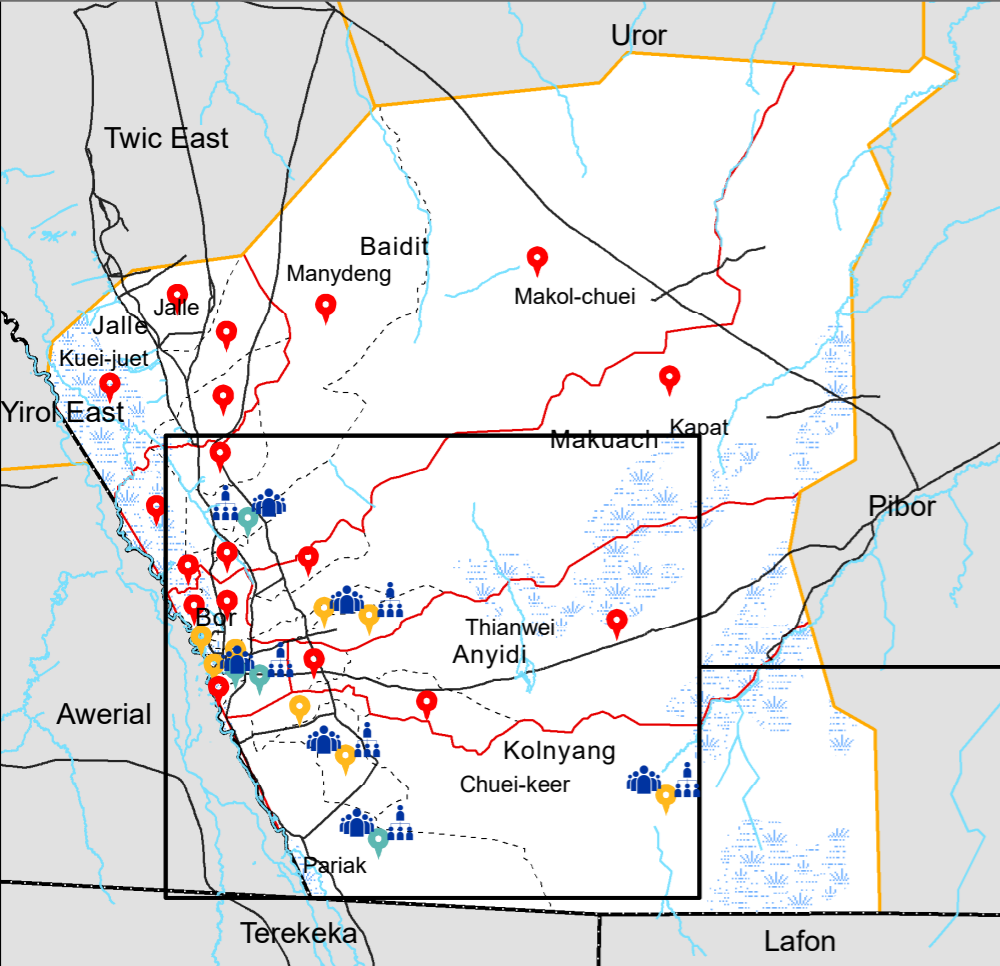 Uror
Twic East
Baidit
Manydeng
Makol-chuei
Jalle
Jalle
Kuei-juet
Yirol East
Kapat
Makuach
Pibor
Bor
Thianwei
Anyidi
Awerial
Kolnyang
Chuei-keer
Pariak
Terekeka
Lafon